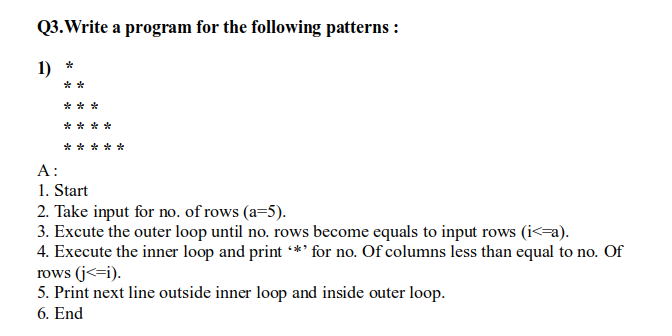 Q3.Write a program for the following patterns :
1) *
* *
* * *
* * * *
* * * * *
A :
1. Start
2. Take input for no. of rows (a=5).
3. Excute the outer loop until no. rows become equals to input rows (i<=a).
4. Execute the inner loop and print ‘*’ for no. Of columns less than equal to no. Of
rows (j<=i).
5. Print next line outside inner loop and inside outer loop.
6. End